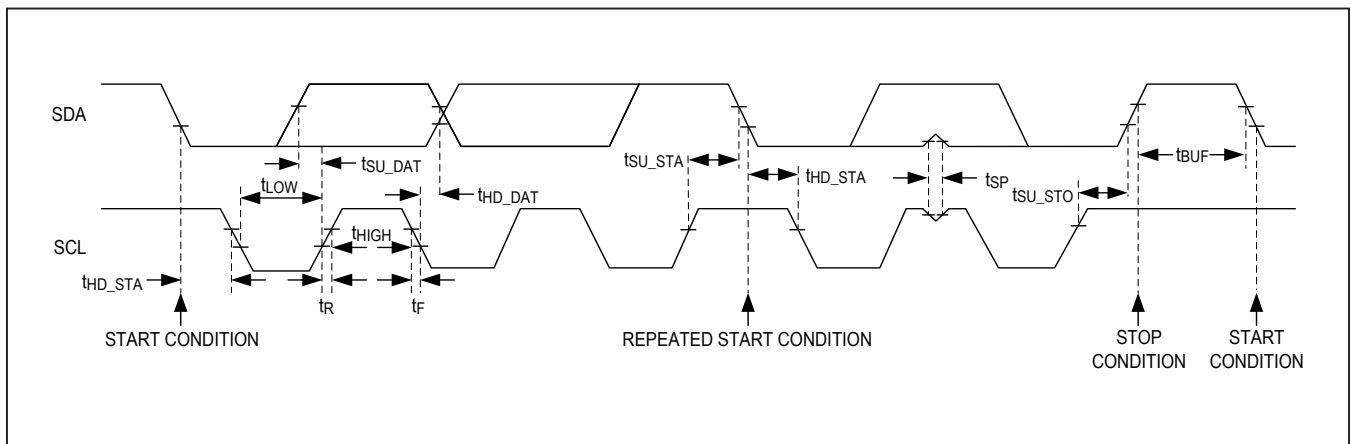 SDA
tSU_DAT
tLOW
tHD_DAT
tSU_STA
tHD_STA
tSP
tBUF
tSU_STO
SCL
tHIGH
tHD_STA
tR
tF
START CONDITION
REPEATED START CONDITION
STOP
CONDITION
START
CONDITION